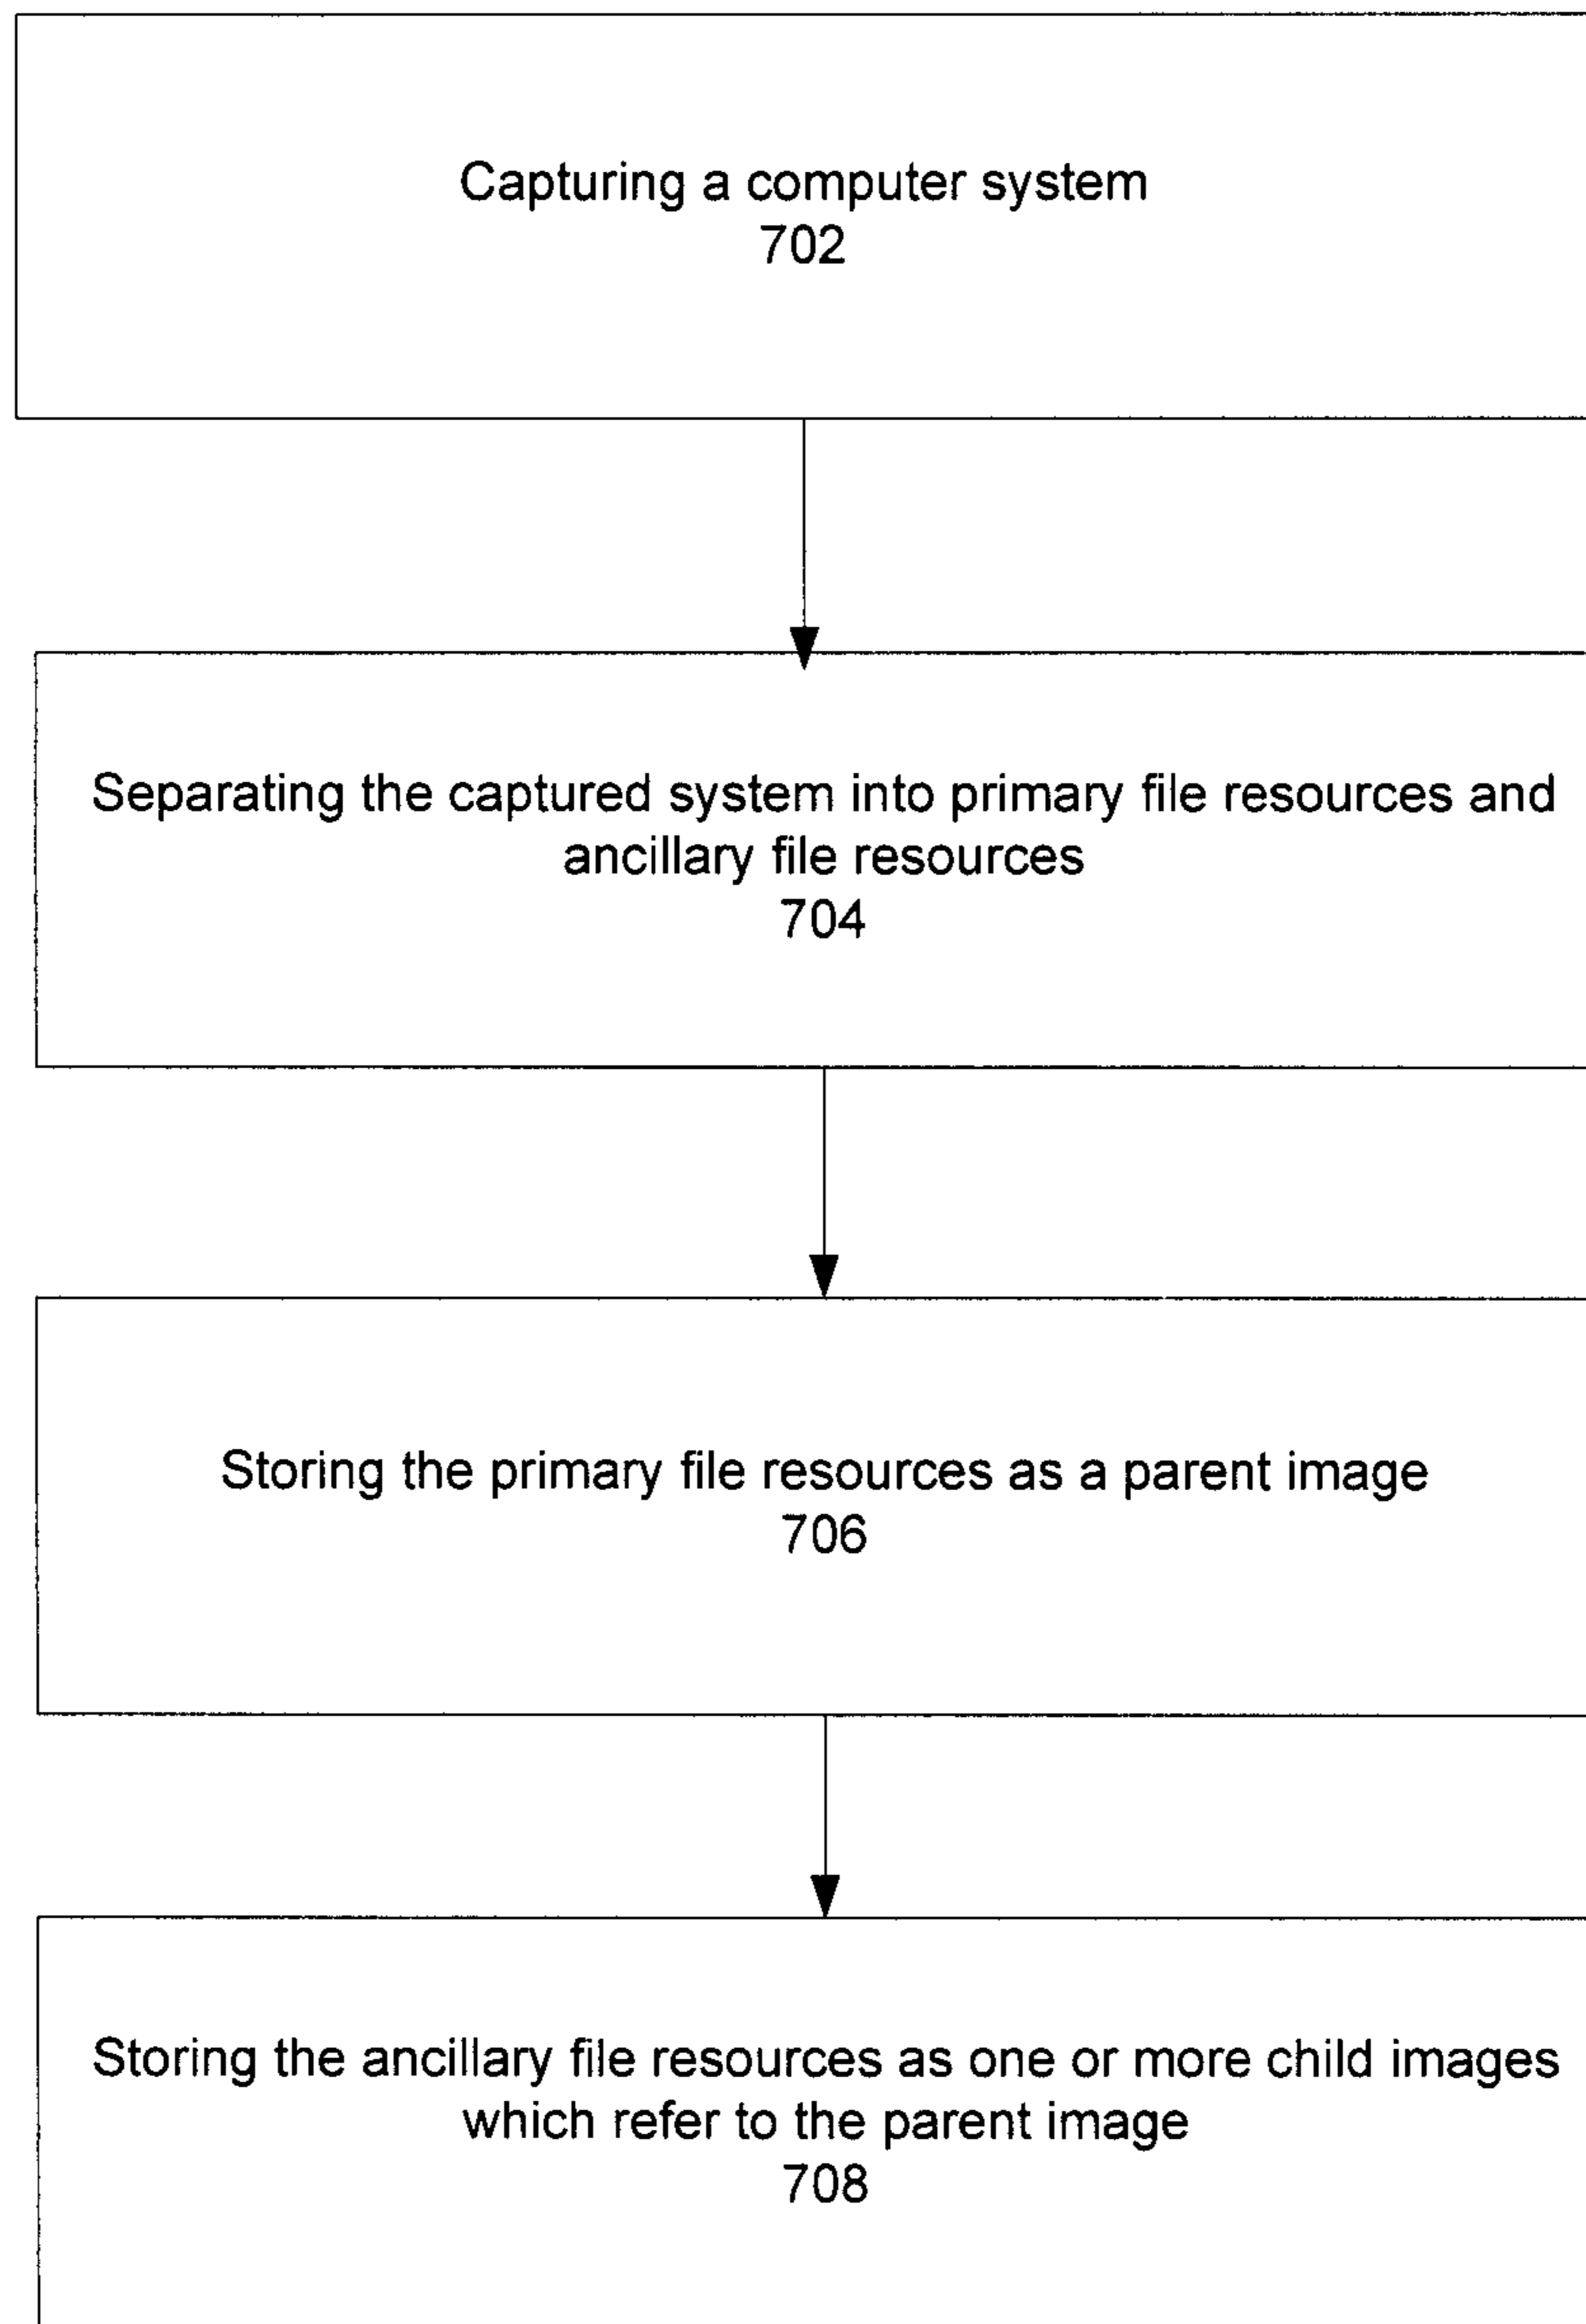 Capturing a computer system
702
Separating the captured system into primary file resources and
ancillary file resources
704
Storing the primary file resources as a parent image
706
Storing the ancillary file resources as one or more child images
which refer to the parent image
708